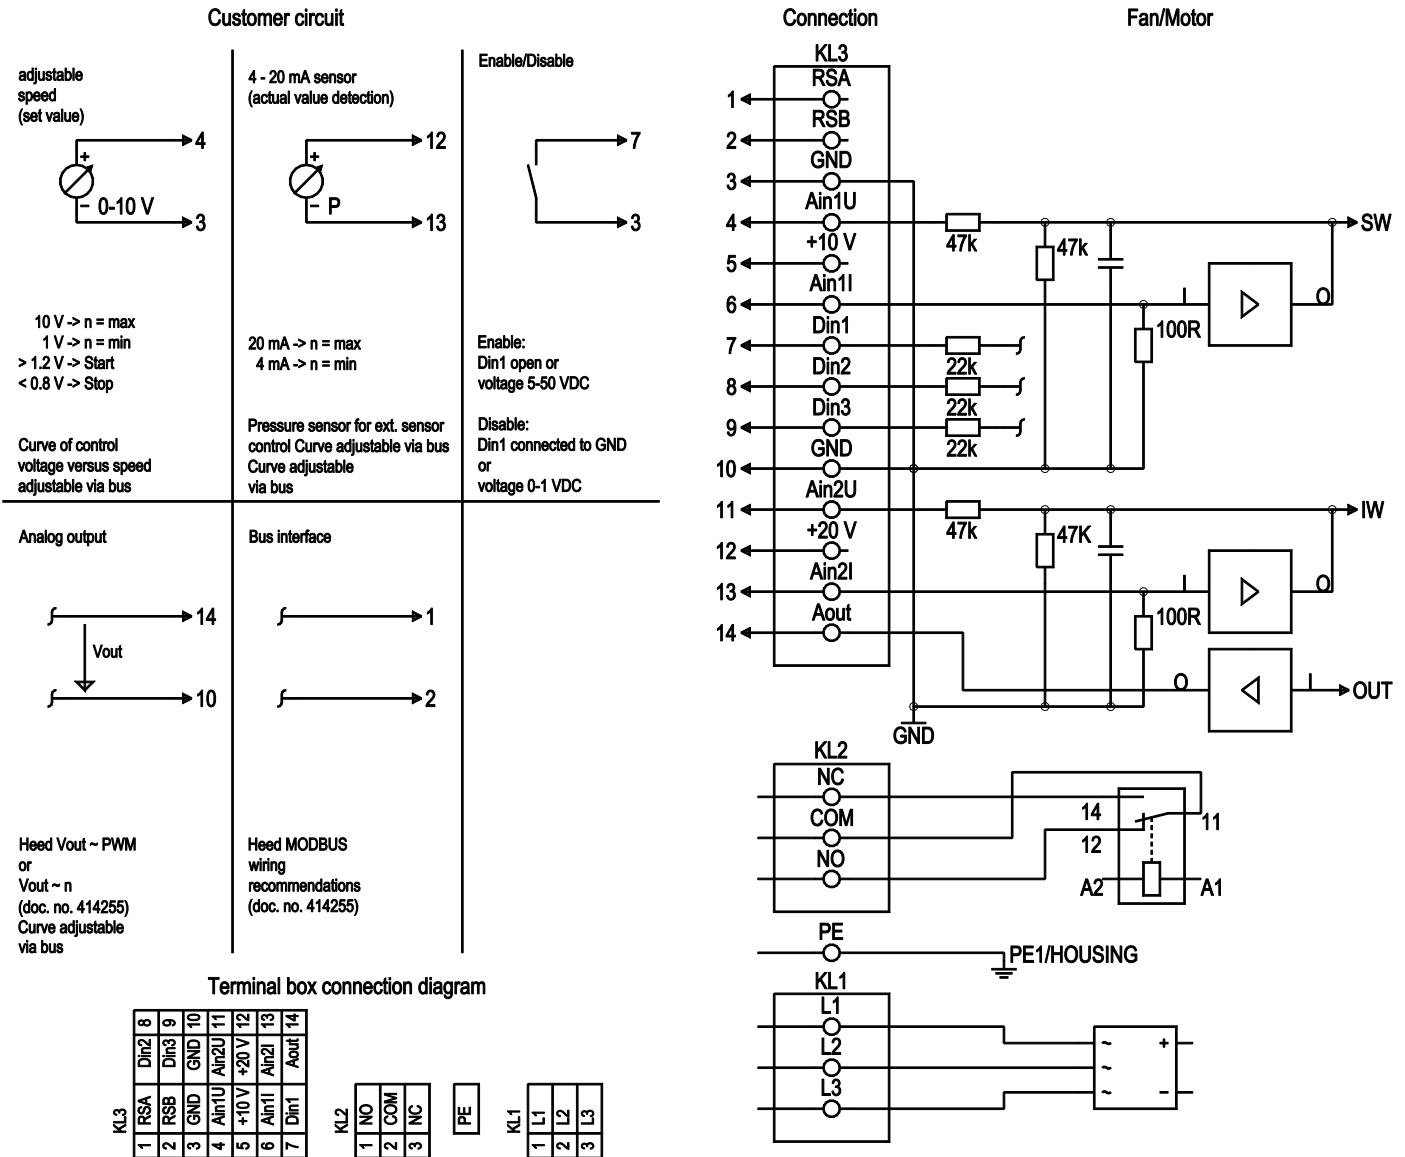 Customer circuit
adjustable
speed
(set value)
+
4
− 0-10 V
3
10 V -> n = max
1 V -> n = min
> 1.2 V -> Start
< 0.8 V -> Stop
Curve of control
voltage versus speed
adjustable via bus
4 - 20 mA sensor
(actual value detection)
+
12
− P
13
20 mA -> n = max
4 mA -> n = min
Pressure sensor for ext. sensor
control Curve adjustable via bus
Curve adjustable
via bus
Enable/Disable
7
3
Enable:
Din1 open or
voltage 5-50 VDC
Disable:
Din1 connected to GND
or
voltage 0-1 VDC
Analog output
14
Vout
10
Heed Vout ~ PWM
or
Vout ~ n
(doc. no. 414255)
Curve adjustable
via bus
Bus interface
1
2
Heed MODBUS
wiring
recommendations
(doc. no. 414255)
Terminal box connection diagram
KL3
8 9 10 11 12 13 14
Din2 Din3 GND Ain2U +20 V Ain2I Aout
RSA RSB GND Ain1U +10 V Ain1I Din1
1 2 3 4 5 6 7
KL2
NO COM NC
1 2 3
PE
KL1
L1 L2 L3
1 2 3
Connection
Fan/Motor
KL3
RSA
1
RSB
2
GND
3
Ain1U
4
47k
47k
SW
+10 V
5
Ain1I
6
I
O
100R
Din1
7
22k
Din2
8
22k
Din3
9
22k
GND
10
Ain2U
11
47k
47K
IW
+20 V
12
Ain2I
13
I
O
100R
Aout
14
O
I
OUT
GND
KL2
NC
COM
NO
14
11
12
A2
A1
PE
PE1/HOUSING
KL1
L1
L2
L3
~
~
~
+
−